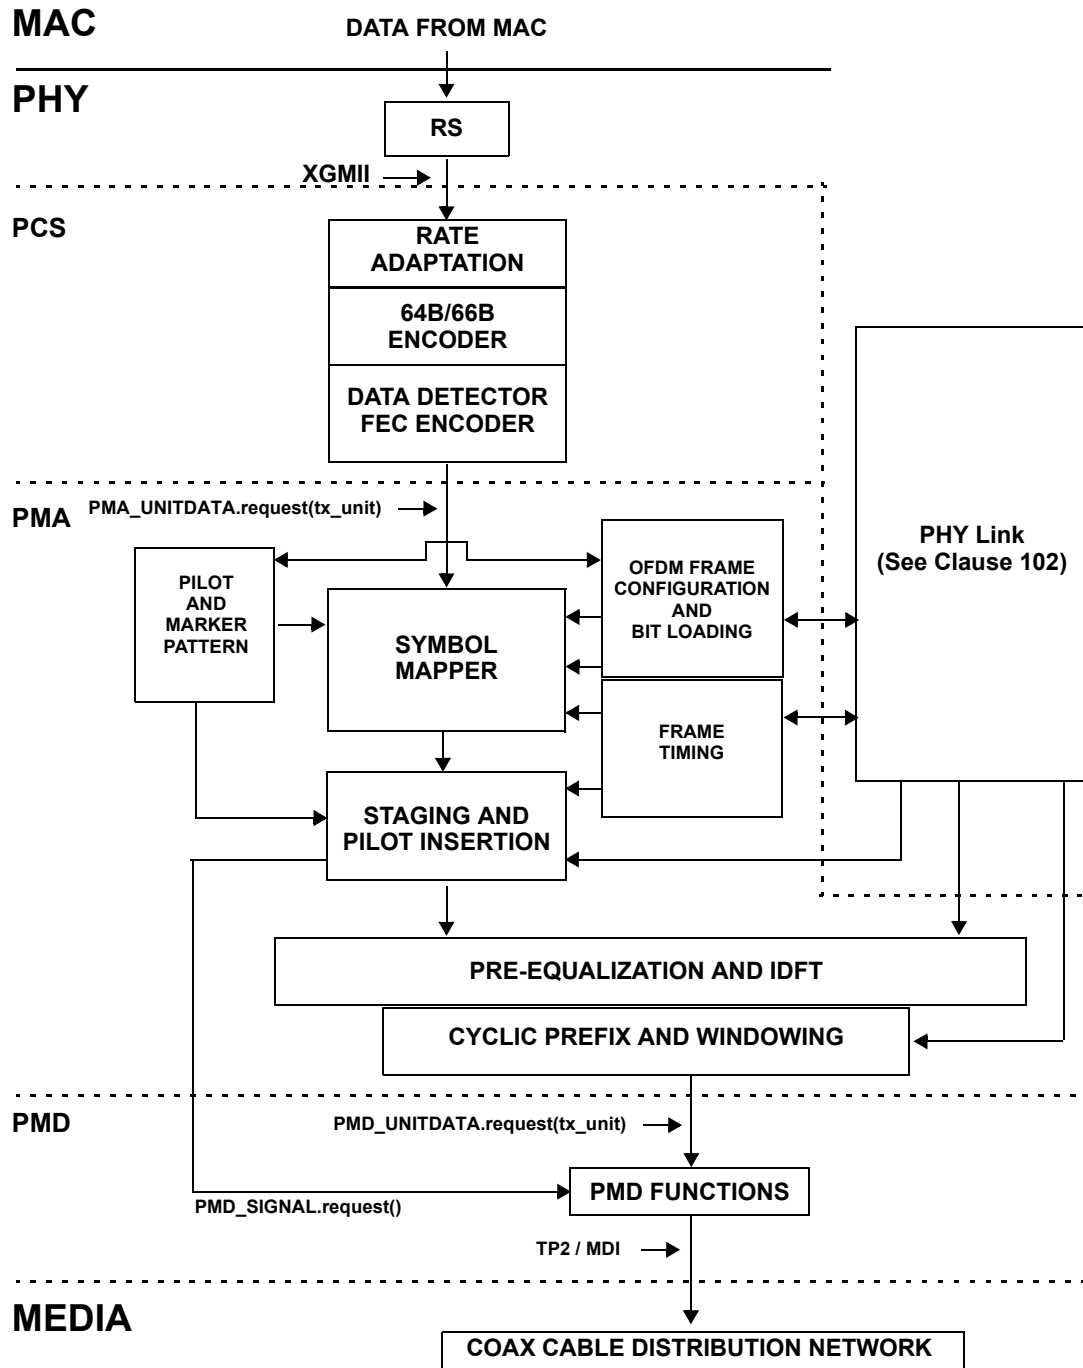 MAC
DATA FROM MAC
PHY
RS
XGMII
PCS
RATE
ADAPTATION
64B/66B
ENCODER
DATA DETECTOR
FEC ENCODER
PMA
PMA_UNITDATA.request(tx_unit)
PILOT
AND
MARKER
PATTERN
SYMBOL
MAPPER
OFDM FRAME
CONFIGURATION
AND
BIT LOADING
PHY Link
(See Clause 102)
FRAME
TIMING
STAGING AND
PILOT INSERTION
PRE-EQUALIZATION AND IDFT
CYCLIC PREFIX AND WINDOWING
PMD
PMD_UNITDATA.request(tx_unit)
PMD FUNCTIONS
PMD_SIGNAL.request()
TP2 / MDI
MEDIA
COAX CABLE DISTRIBUTION NETWORK